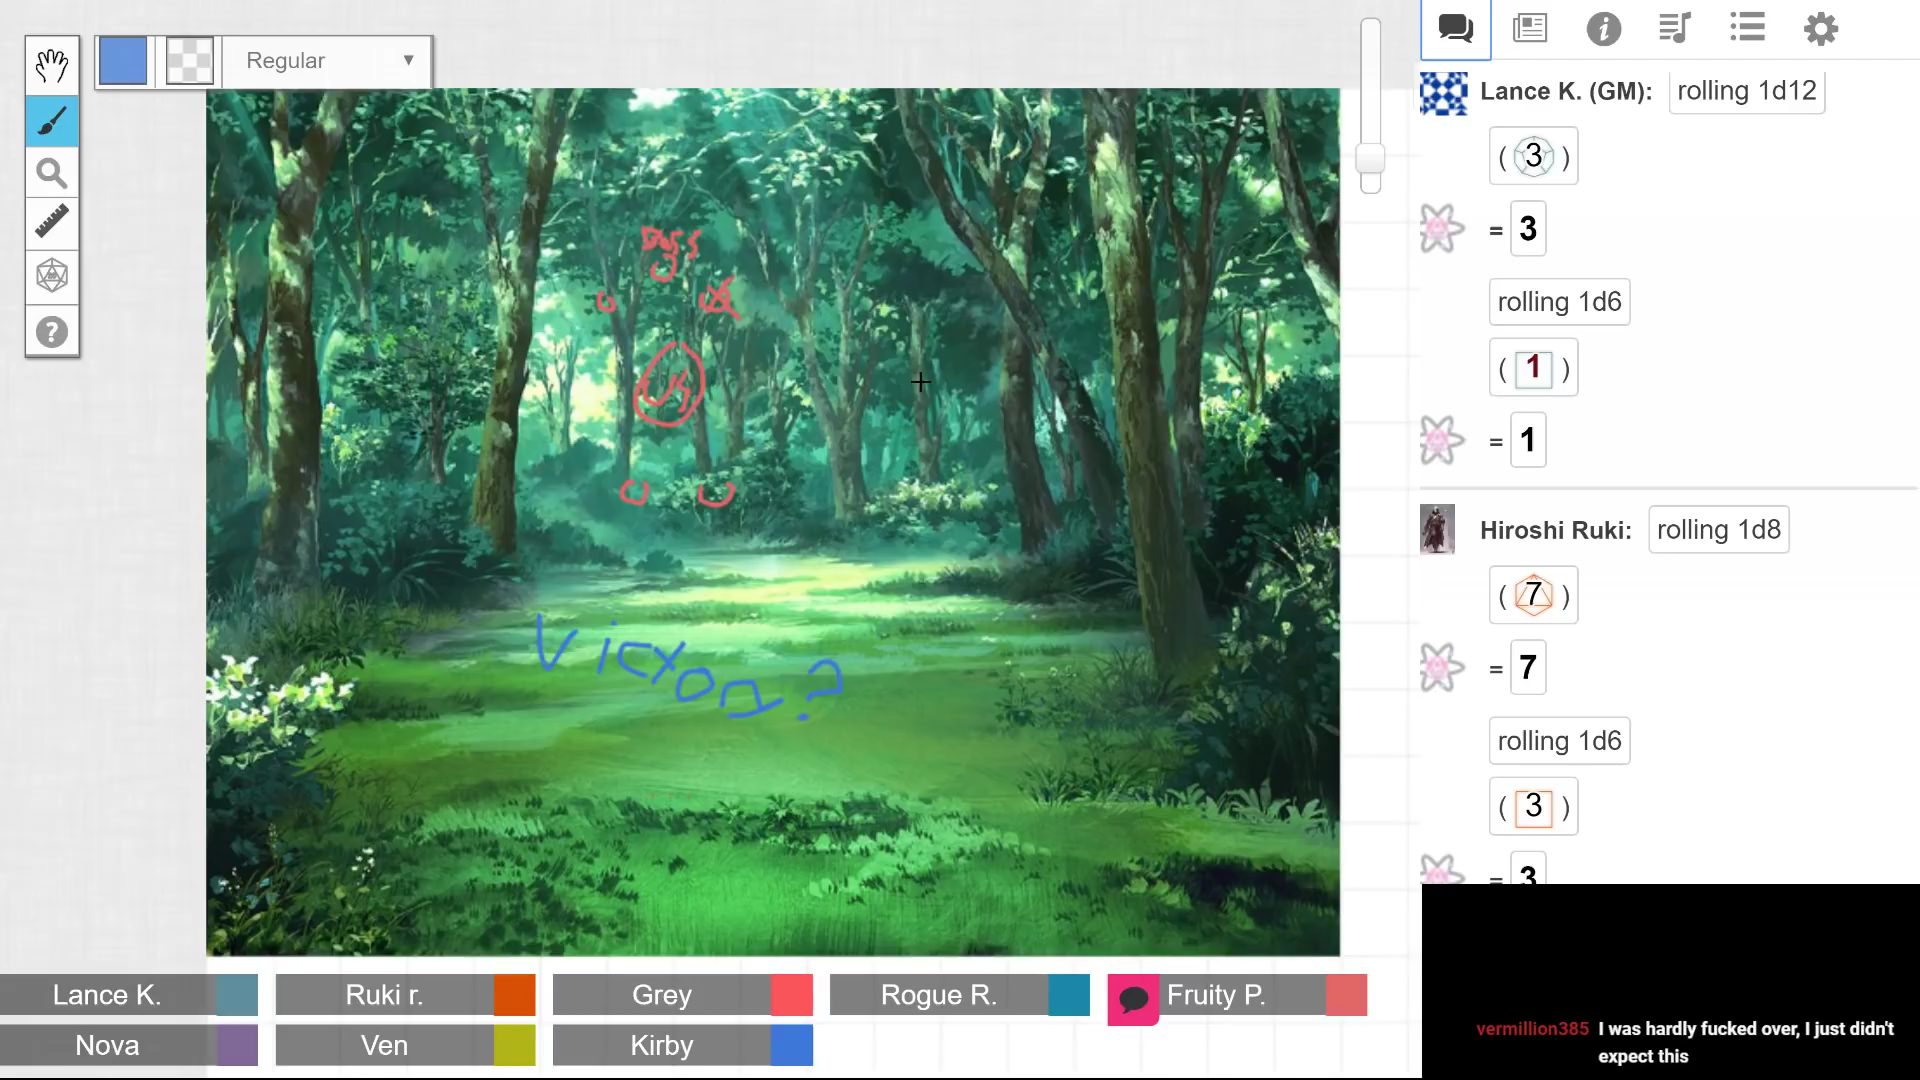 Regular
Lance K. (GM): rolling 1d12
( 3 )
= 3
rolling 1d6
( 1 )
= 1
Hiroshi Ruki: rolling 1d8
( 7 )
= 7
rolling 1d6
( 3 )
= 3
Boss
us
Victory?
Lance K.
Ruki r.
Grey
Rogue R.
Fruity P.
Nova
Ven
Kirby
vermillion385 I was hardly fucked over, I just didn't
expect this